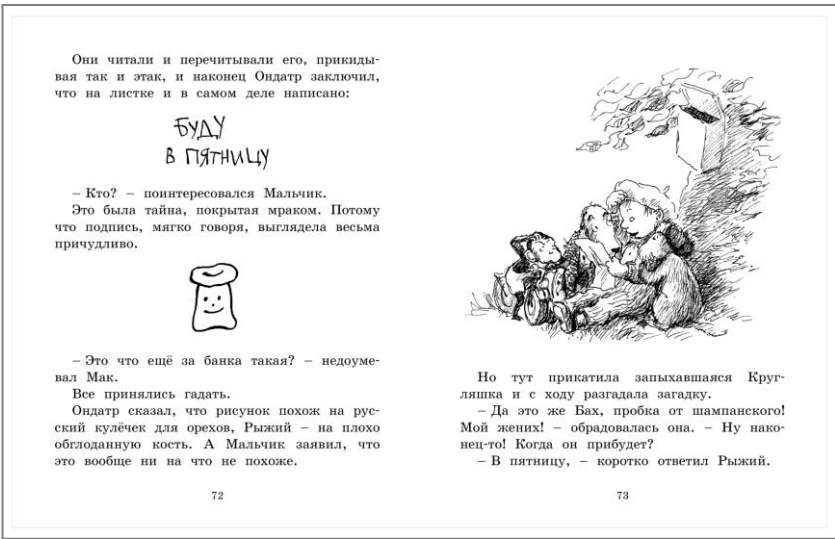 Они читали и перечитывали его, прикиды-
вая так и этак, и наконец Ондатр заключил,
что на листке и в самом деле написано:
БУДУ
В ПЯТНИЦУ
– Кто? – поинтересовался Мальчик.
Это была тайна, покрытая мраком. Потому
что подпись, мягко говоря, выглядела весьма
причудливо.
– Это что ещё за банка такая? – недоуме-
вал Мак.
Все принялись гадать.
Ондатр сказал, что рисунок похож на рус-
ский кулёчек для орехов, Рыжий – на плохо
обглоданную кость. А Мальчик заявил, что
это вообще ни на что не похоже.
72
Но тут прикатила запыхавшаяся Круг-
ляшка и с ходу разгадала загадку.
– Да это же Бах, пробка от шампанского!
Мой жених! – обрадовалась она. – Ну нако-
нец-то! Когда он прибудет?
– В пятницу, – коротко ответил Рыжий.
73